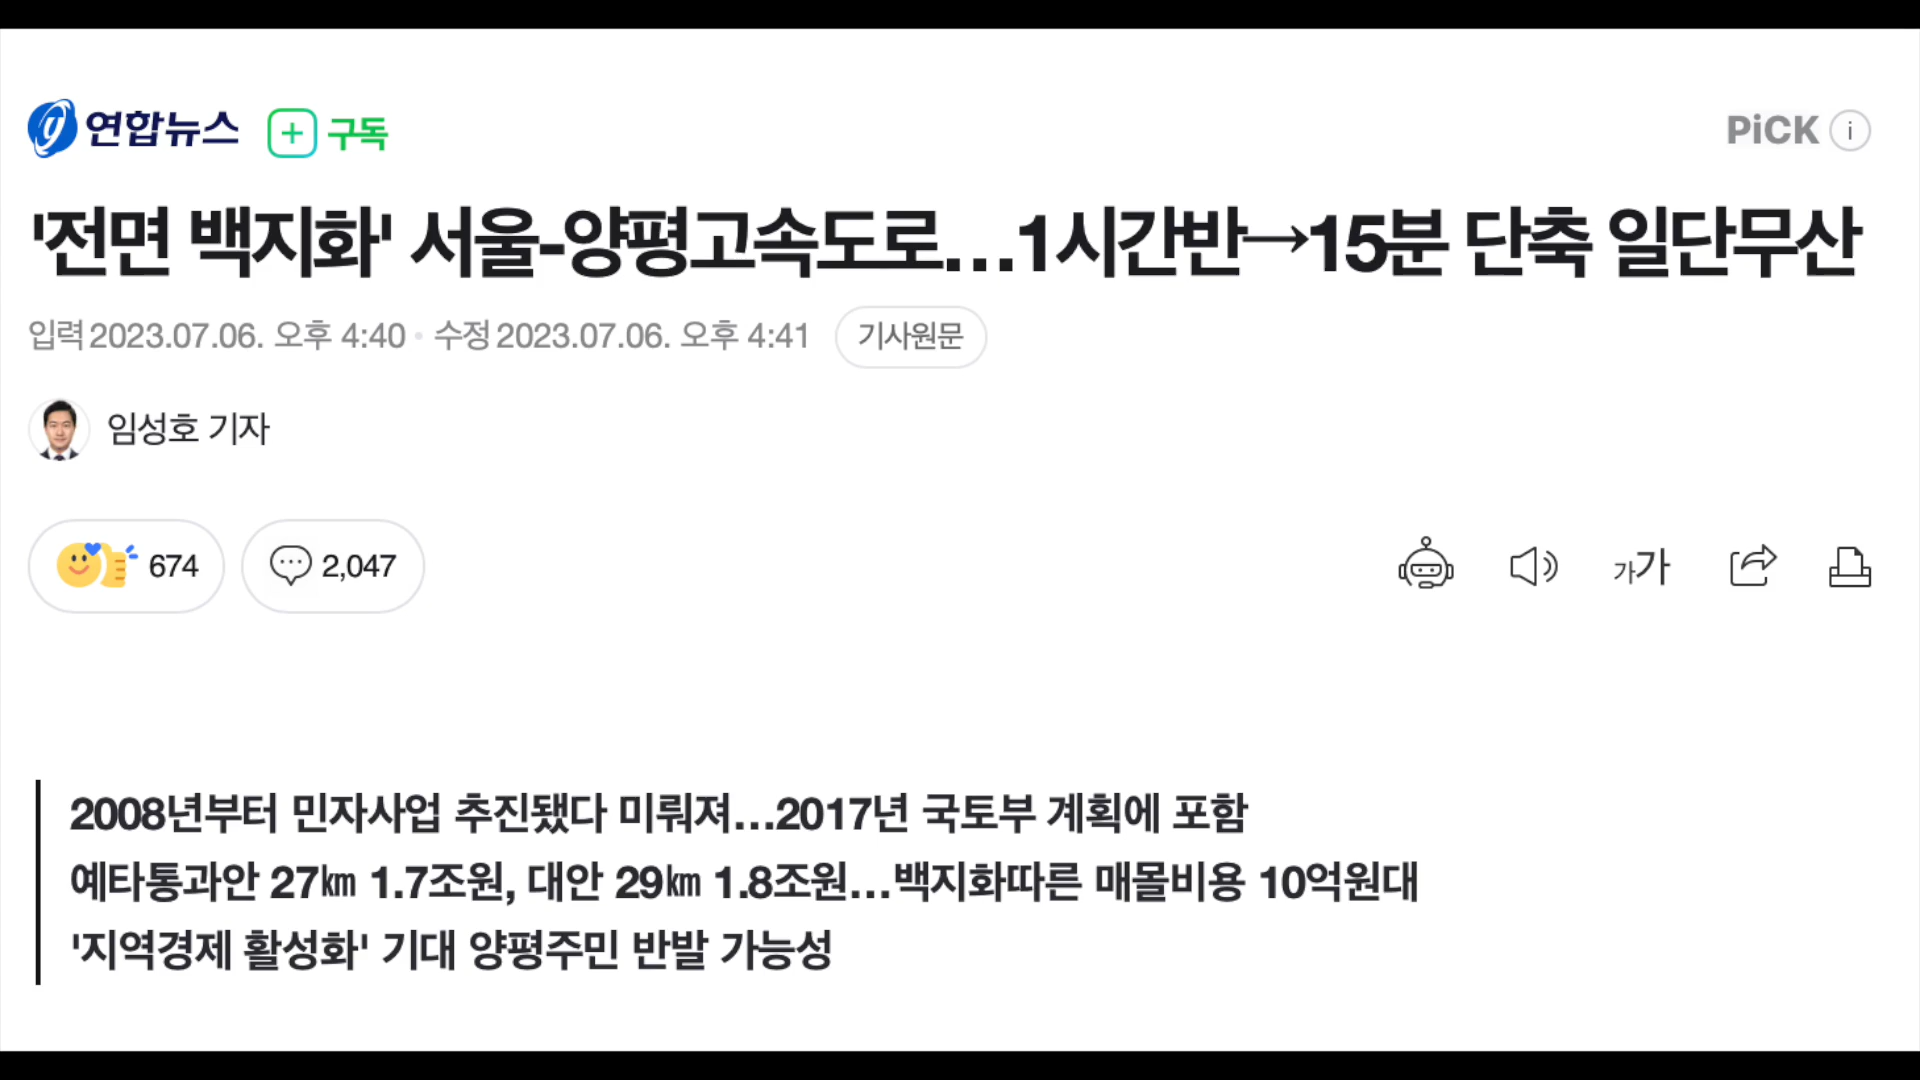 연합뉴스 구독 PiCK i
'전면 백지화' 서울-양평고속도로…1시간반→15분 단축 일단무산
입력 2023.07.06. 오후 4:40 · 수정 2023.07.06. 오후 4:41 기사원문
임성호 기자
674 2,047 가가
2008년부터 민자사업 추진됐다 미뤄져…2017년 국토부 계획에 포함
예타통과안 27㎞ 1.7조원, 대안 29㎞ 1.8조원…백지화따른 매몰비용 10억원대
'지역경제 활성화' 기대 양평주민 반발 가능성